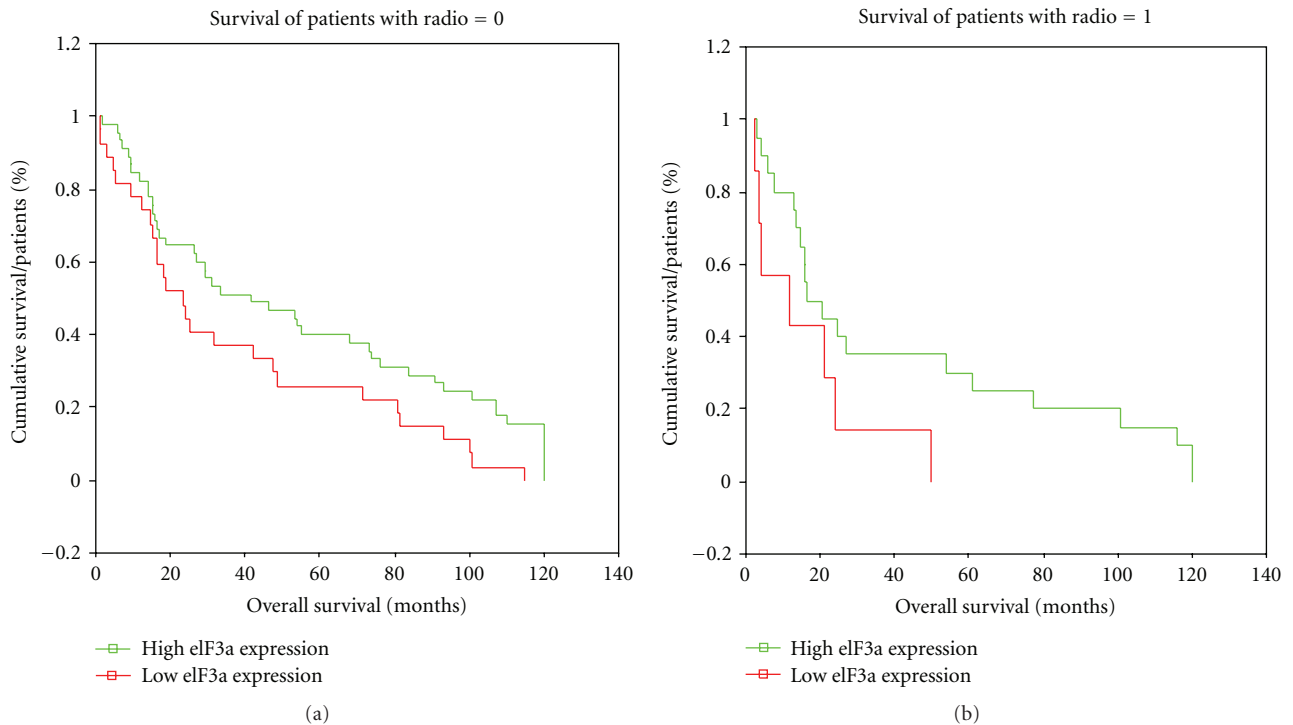 Survival of patients with radio = 0
1.2
1
0.8
0.6
0.4
0.2
0
−0.2
Cumulative survival/patients (%)
0 20 40 60 80 100 120 140
Overall survival (months)
High elF3a expression
Low elF3a expression
(a)
Survival of patients with radio = 1
1.2
1
0.8
0.6
0.4
0.2
0
−0.2
Cumulative survival/patients (%)
0 20 40 60 80 100 120 140
Overall survival (months)
High elF3a expression
Low elF3a expression
(b)